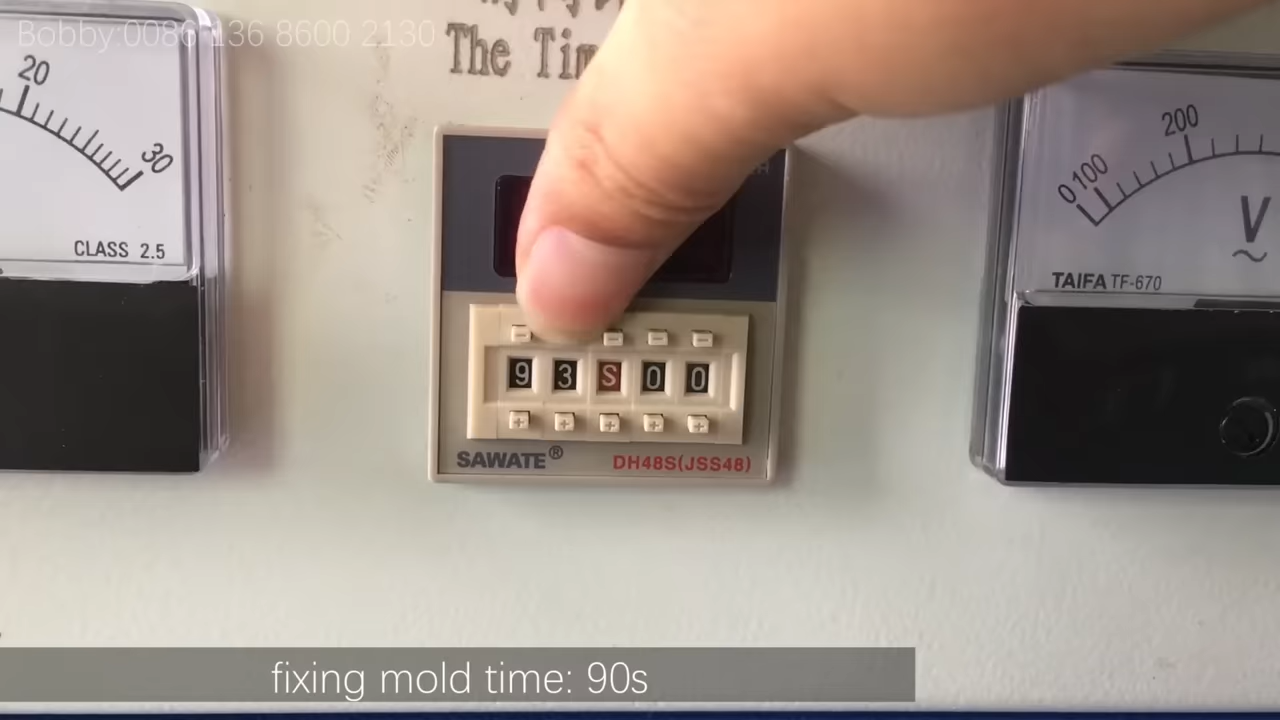 Bobby:0086 136 8600 2130
The Tim
20
30
CLASS 2.5
0 100 200
V
TAIFA TF-670
- - - -
9 3 S 0 0
+ + + + +
SAWATE® DH48S(JSS48)
fixing mold time: 90s